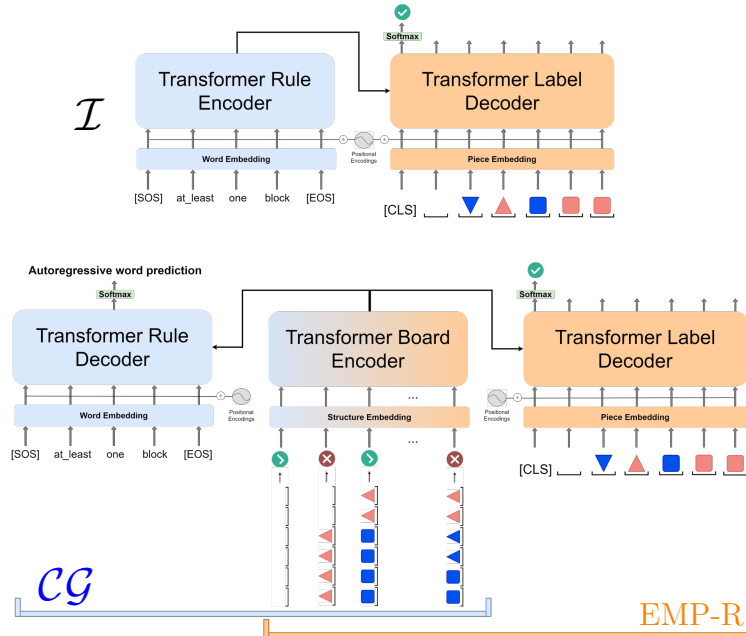 Softmax
Transformer Rule
Encoder
Transformer Label
Decoder
I
Word Embedding
Positional
Encodings
Piece Embedding
[SOS] at_least one block [EOS]
[CLS]
Autoregressive word prediction
Softmax
Softmax
Transformer Rule
Decoder
Transformer Board
Encoder
Transformer Label
Decoder
...
Positional
Encodings
Positional
Encodings
Word Embedding
Structure Embedding
Piece Embedding
...
[SOS] at_least one block [EOS]
[CLS]
CG
EMP-R